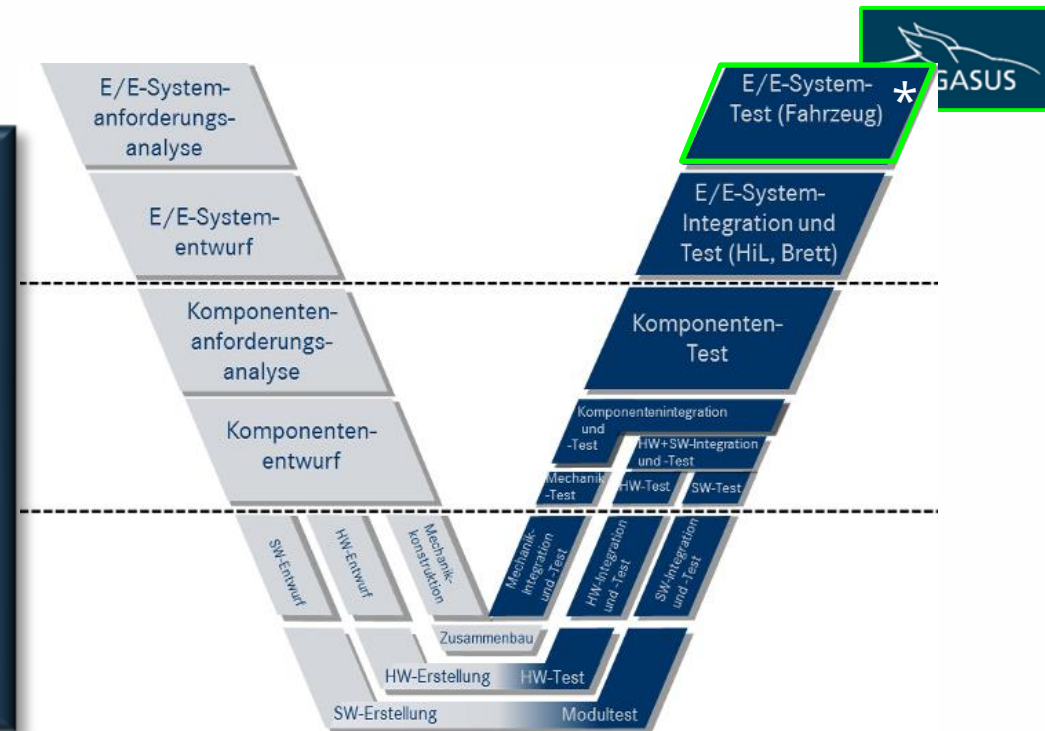 GASUS
E/E-System-
anforderungs-
analyse
E/E-System-
Test (Fahrzeug)
*
E/E-System-
entwurf
E/E-System-
Integration und
Test (HiL, Brett)
Komponenten-
anforderungs-
analyse
Komponenten-
Test
Komponenten-
entwurf
Komponentenintegration
und
-Test
HW+SW-Integration
und -Test
Mechanik
-Test
HW-Test
SW-Test
SW-Entwurf
HW-Entwurf
Mechanik-
konstruktion
Mechanik-
Integration
und -Test
HW-Integration
und -Test
SW-Integration
und -Test
Zusammenbau
HW-Erstellung
HW-Test
SW-Erstellung
Modultest